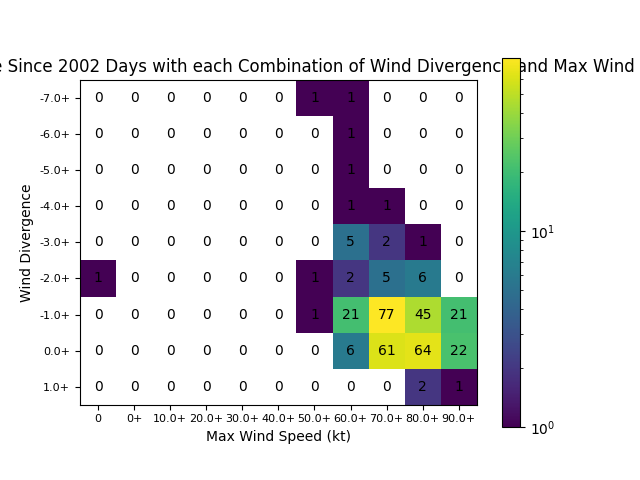 e Since 2002 Days with each Combination of Wind Divergence and Max Wind
Wind Divergence
-7.0+ 0 0 0 0 0 0 1 1 0 0 0
-6.0+ 0 0 0 0 0 0 0 1 0 0 0
-5.0+ 0 0 0 0 0 0 0 1 0 0 0
-4.0+ 0 0 0 0 0 0 0 1 1 0 0
-3.0+ 0 0 0 0 0 0 0 5 2 1 0
-2.0+ 1 0 0 0 0 0 1 2 5 6 0
-1.0+ 0 0 0 0 0 0 1 21 77 45 21
0.0+ 0 0 0 0 0 0 0 6 61 64 22
1.0+ 0 0 0 0 0 0 0 0 0 2 1
0 0+ 10.0+ 20.0+ 30.0+ 40.0+ 50.0+ 60.0+ 70.0+ 80.0+ 90.0+
Max Wind Speed (kt)
10¹
10⁰